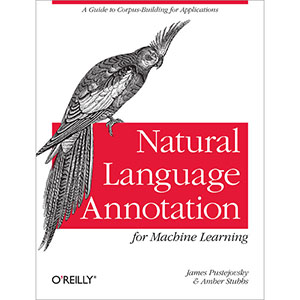 A Guide to Corpus-Building for Applications
Natural
Language
Annotation
for Machine Learning
O'REILLY®
James Pustejovsky
& Amber Stubbs